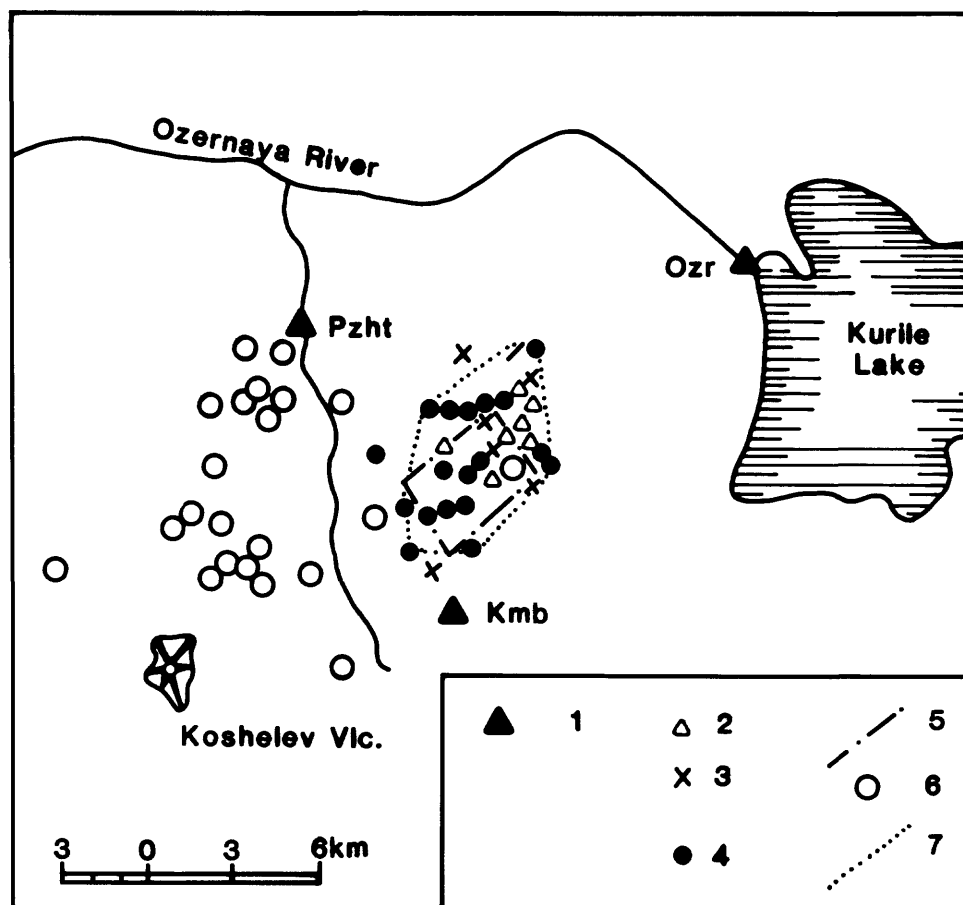 Ozernaya River
Ozr
Kurile
Lake
Pzht
Kmb
Koshelev Vlc.
1 2 5
3 6
4 7
3 0 3 6km